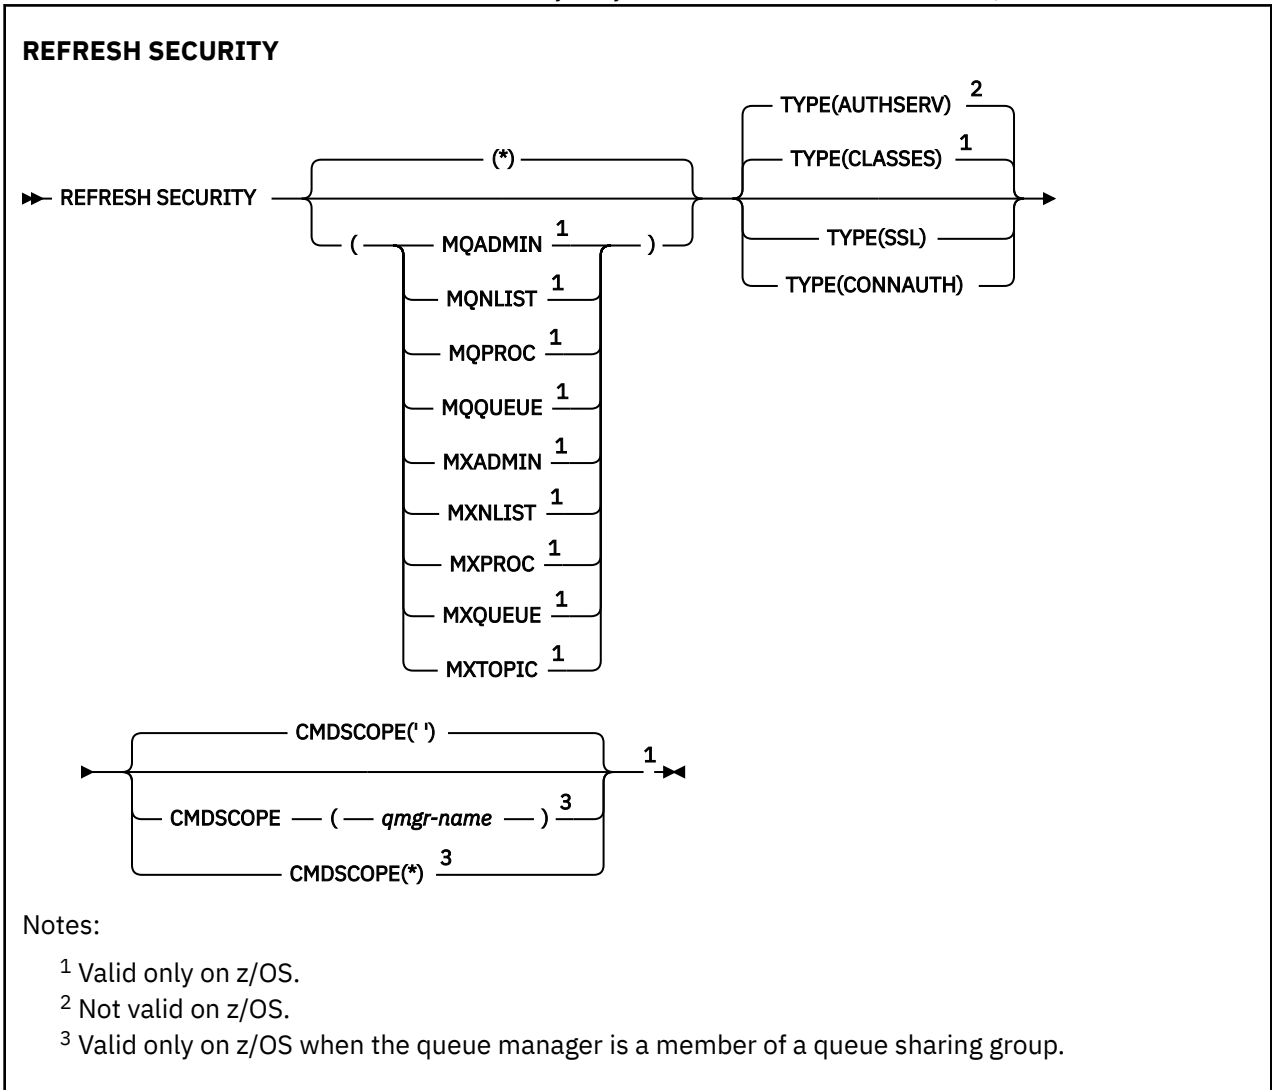 REFRESH SECURITY
REFRESH SECURITY
(*)
( MQADMIN 1 )
MQNLIST 1
MQPROC 1
MQQUEUE 1
MXADMIN 1
MXNLIST 1
MXPROC 1
MXQUEUE 1
MXTOPIC 1
TYPE(AUTHSERV) 2
TYPE(CLASSES) 1
TYPE(SSL)
TYPE(CONNAUTH)
CMDSCOPE(' ')
CMDSCOPE ( qmgr-name ) 3
CMDSCOPE(*) 3
1
Notes:
1 Valid only on z/OS.
2 Not valid on z/OS.
3 Valid only on z/OS when the queue manager is a member of a queue sharing group.